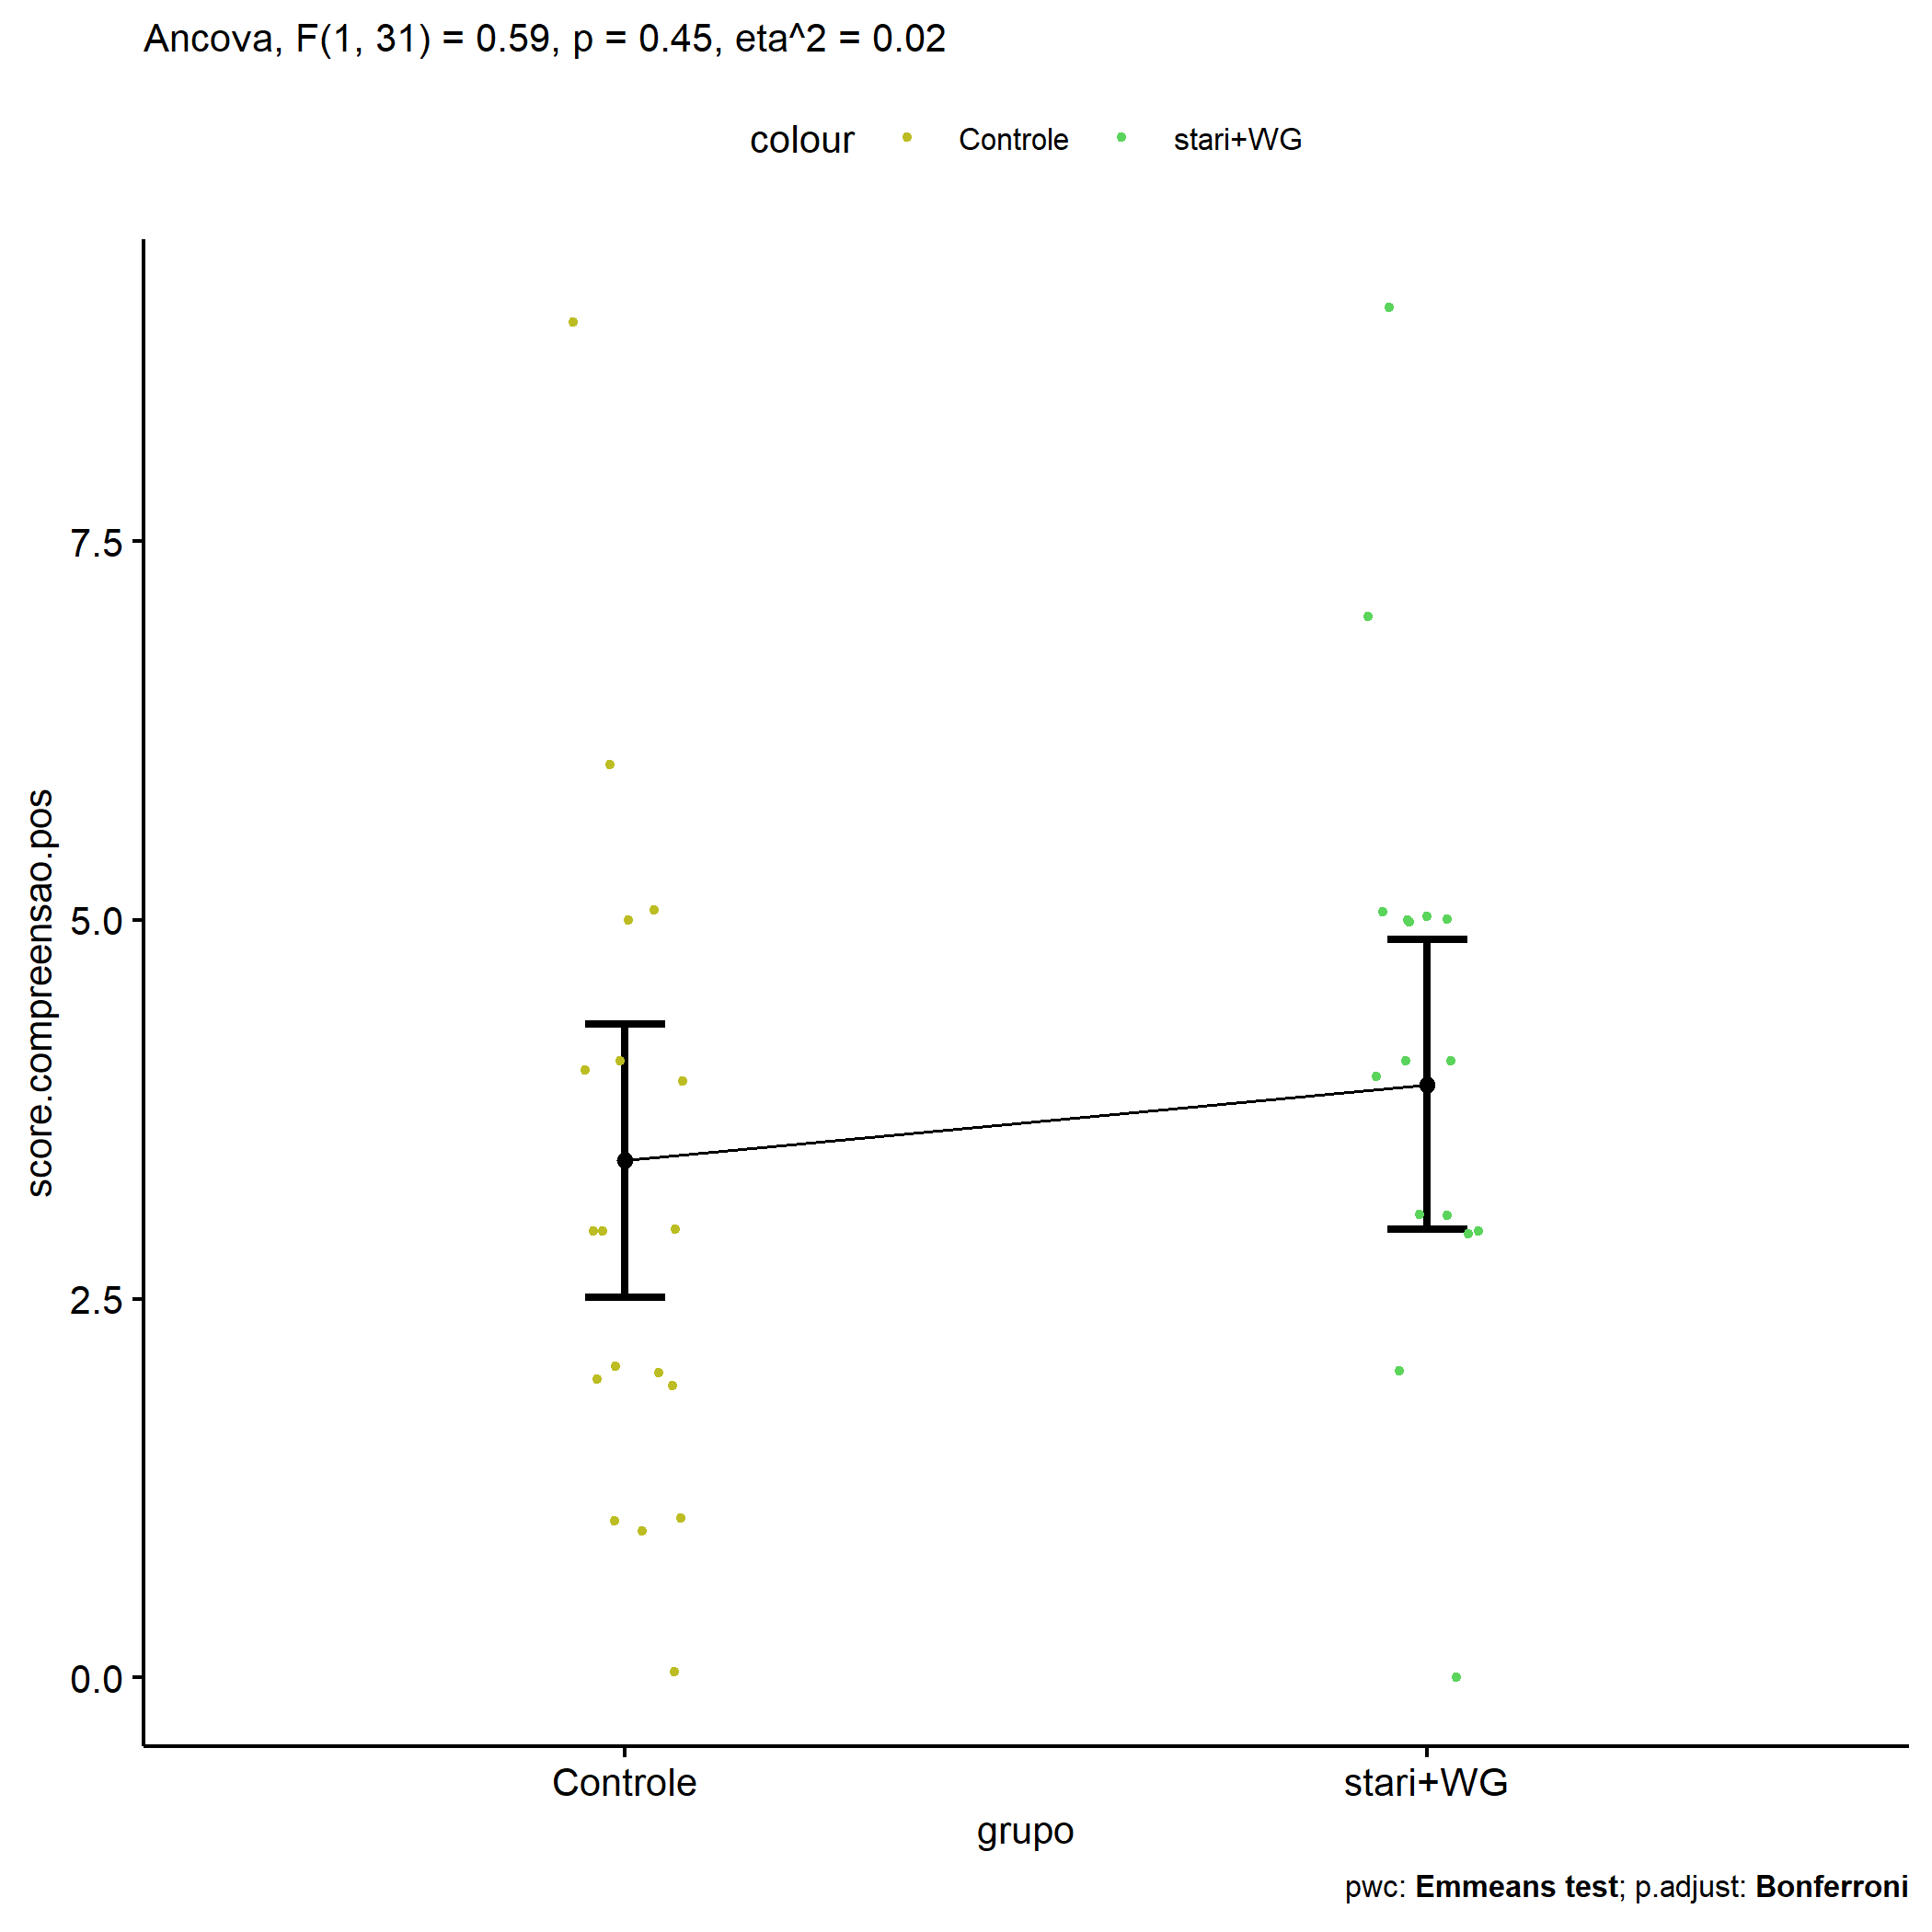 Ancova, F(1, 31) = 0.59, p = 0.45, eta^2 = 0.02
colour Controle stari+WG
score.compreensao.pos
7.5
5.0
2.5
0.0
Controle stari+WG
grupo
pwc: Emmeans test; p.adjust: Bonferroni